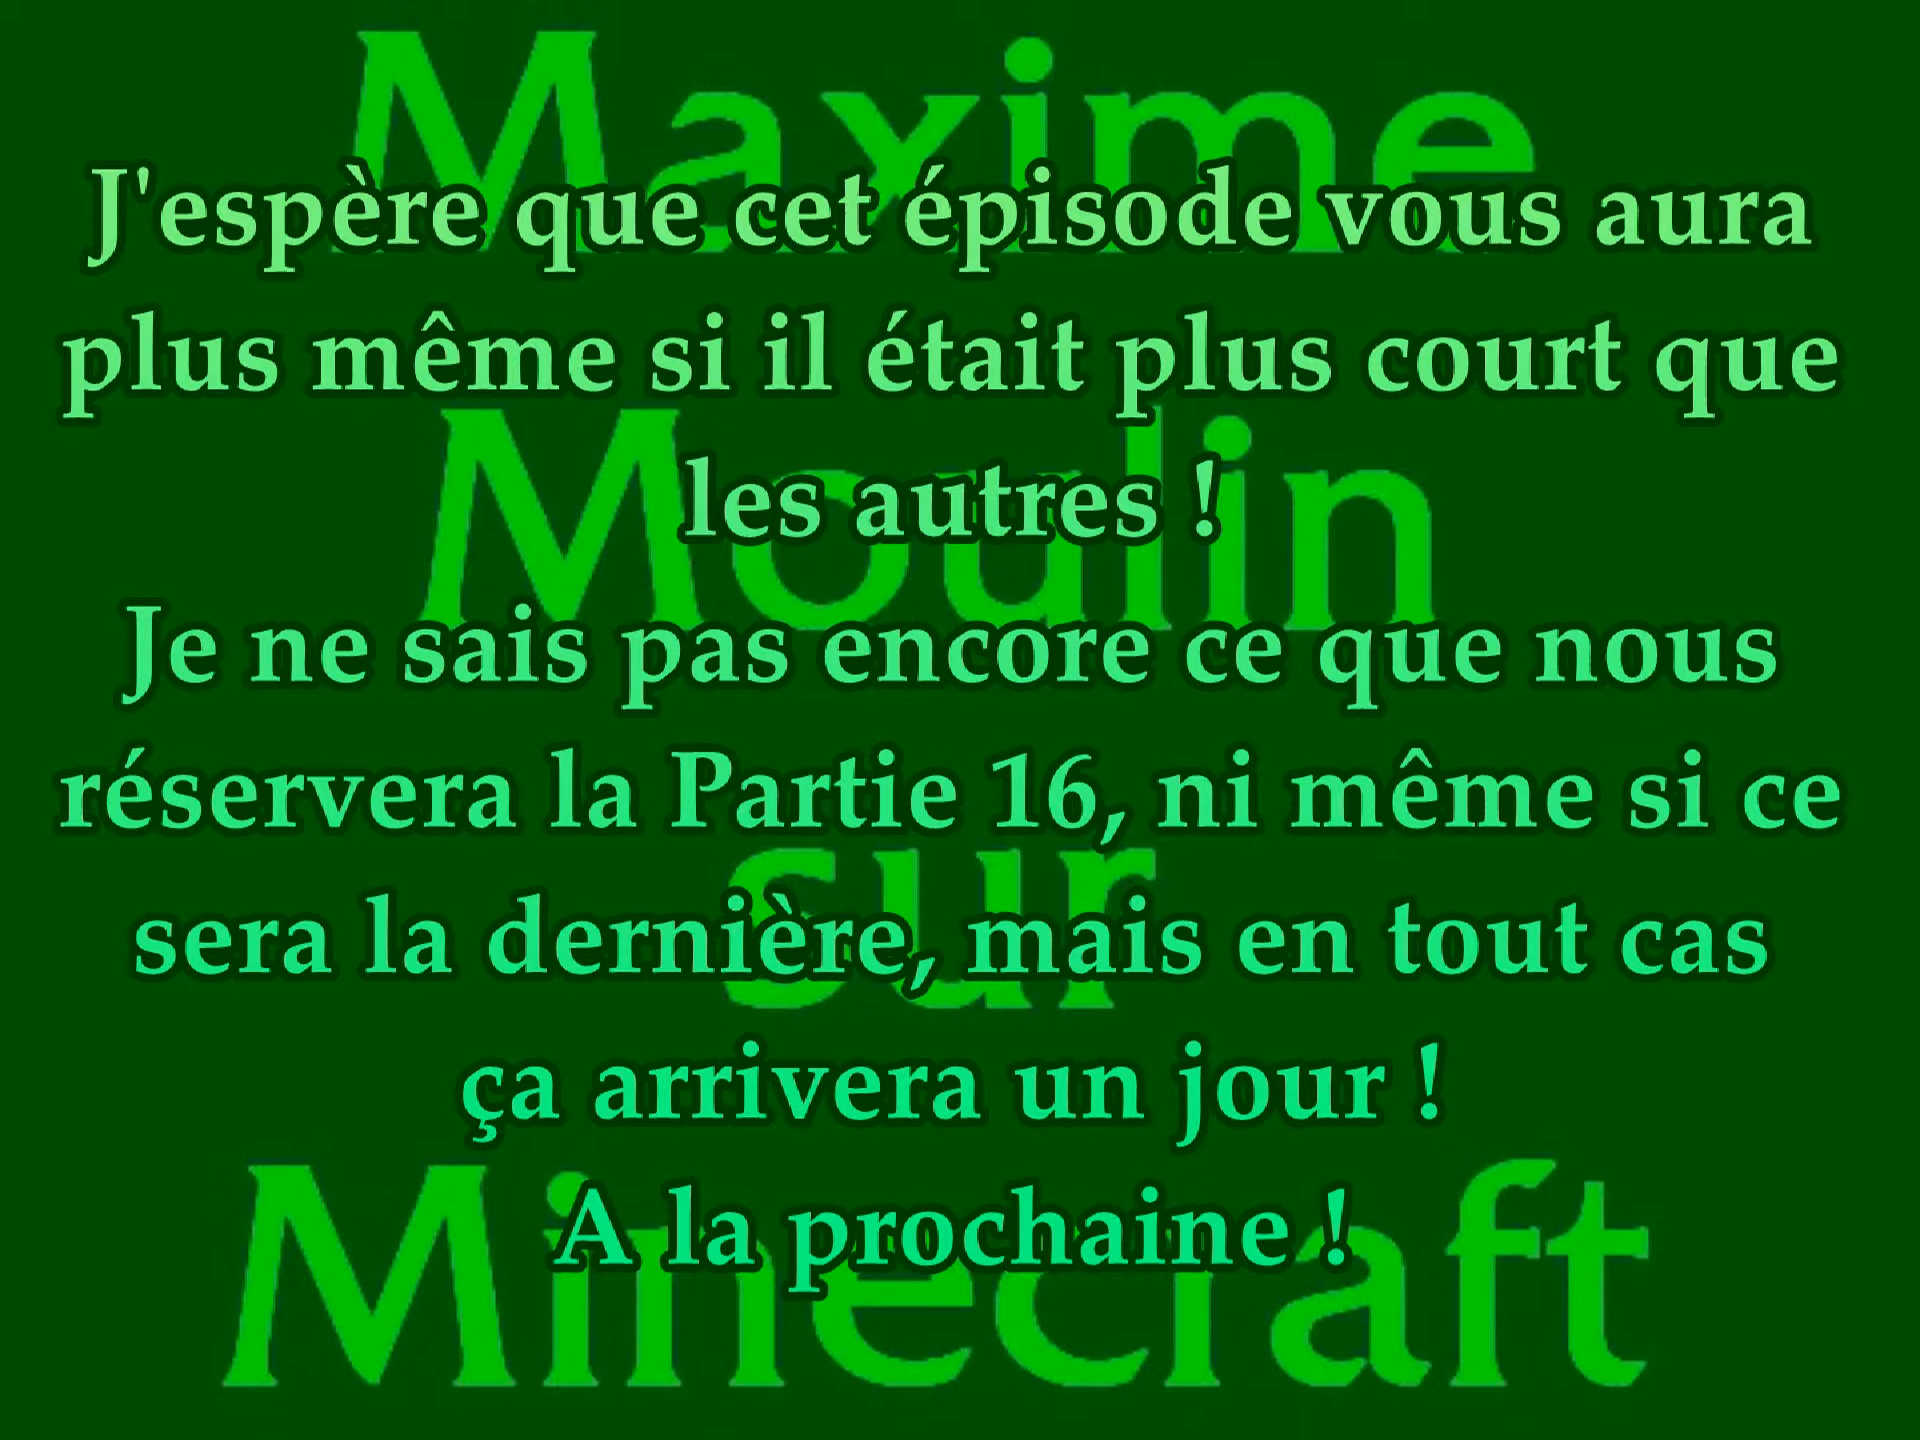 Maxime
J'espère que cet épisode vous aura
plus même si il était plus court que
Moulin
les autres !
Je ne sais pas encore ce que nous
réservera la Partie 16, ni même si ce
sur
sera la dernière, mais en tout cas
ça arrivera un jour !
A la prochaine !
Minecraft